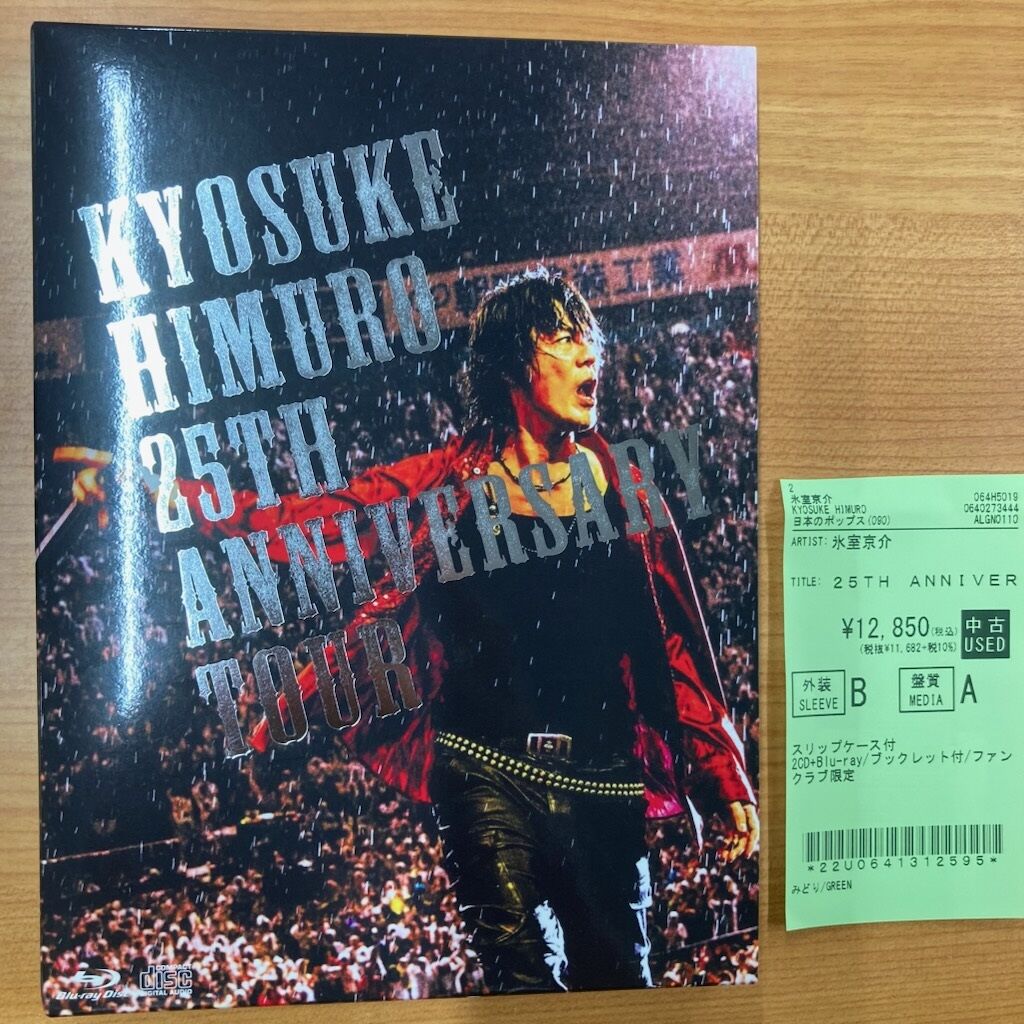 KYOSUKE
HIMURO
25TH
ANNIVERSARY
TOUR
Blu-ray Disc
COMPACT
disc
DIGITAL AUDIO
2
氷室京介 064H5019
KYOSUKE HIMURO 0640273444
日本のポップス(090) ALGN0110
ARTIST: 氷室京介
TITLE: 25TH ANNIVER
¥12,850(税込) 中古
(税抜¥11,682+税10%) USED
外装 盤質
SLEEVE B MEDIA A
スリップケース付
2CD+Blu-ray/ブックレット付/ファン
クラブ限定
*22U0641312595*
みどり/GREEN